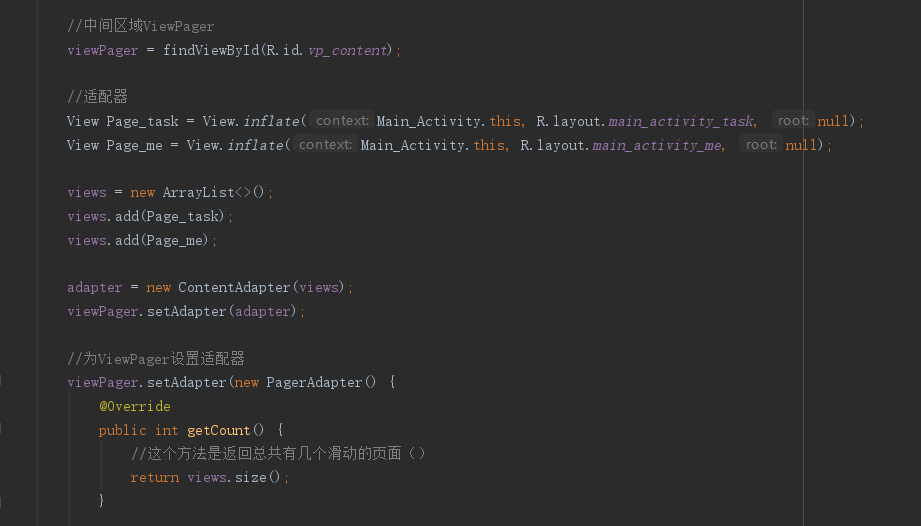 //中间区域ViewPager
viewPager = findViewById(R.id.vp_content);
//适配器
View Page_task = View.inflate( context: Main_Activity.this, R.layout.main_activity_task, root: null);
View Page_me = View.inflate( context: Main_Activity.this, R.layout.main_activity_me, root: null);
views = new ArrayList<>();
views.add(Page_task);
views.add(Page_me);
adapter = new ContentAdapter(views);
viewPager.setAdapter(adapter);
//为ViewPager设置适配器
viewPager.setAdapter(new PagerAdapter() {
@Override
public int getCount() {
//这个方法是返回总共有几个滑动的页面（）
return views.size();
}